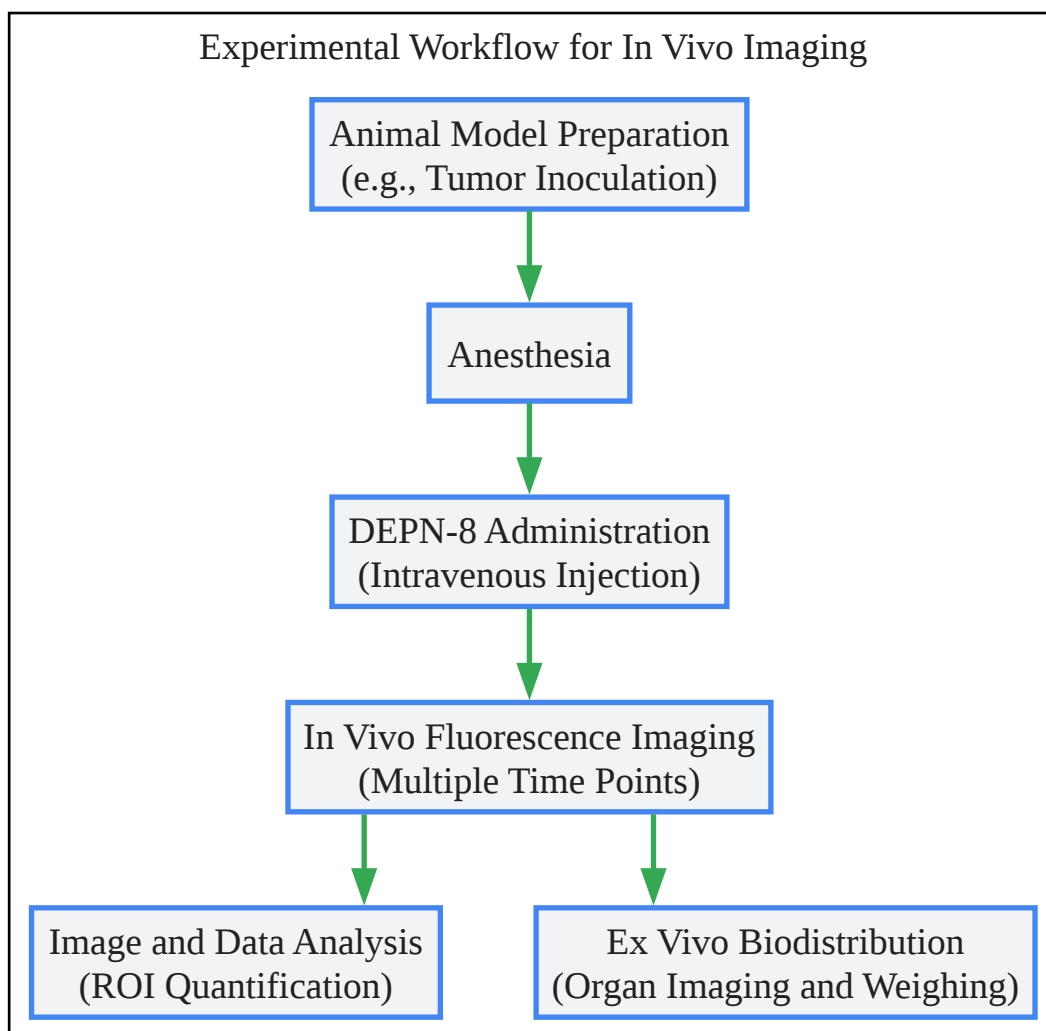 Experimental Workflow for In Vivo Imaging
Animal Model Preparation
(e.g., Tumor Inoculation)
Anesthesia
DEPN-8 Administration
(Intravenous Injection)
In Vivo Fluorescence Imaging
(Multiple Time Points)
Image and Data Analysis
(ROI Quantification)
Ex Vivo Biodistribution
(Organ Imaging and Weighing)